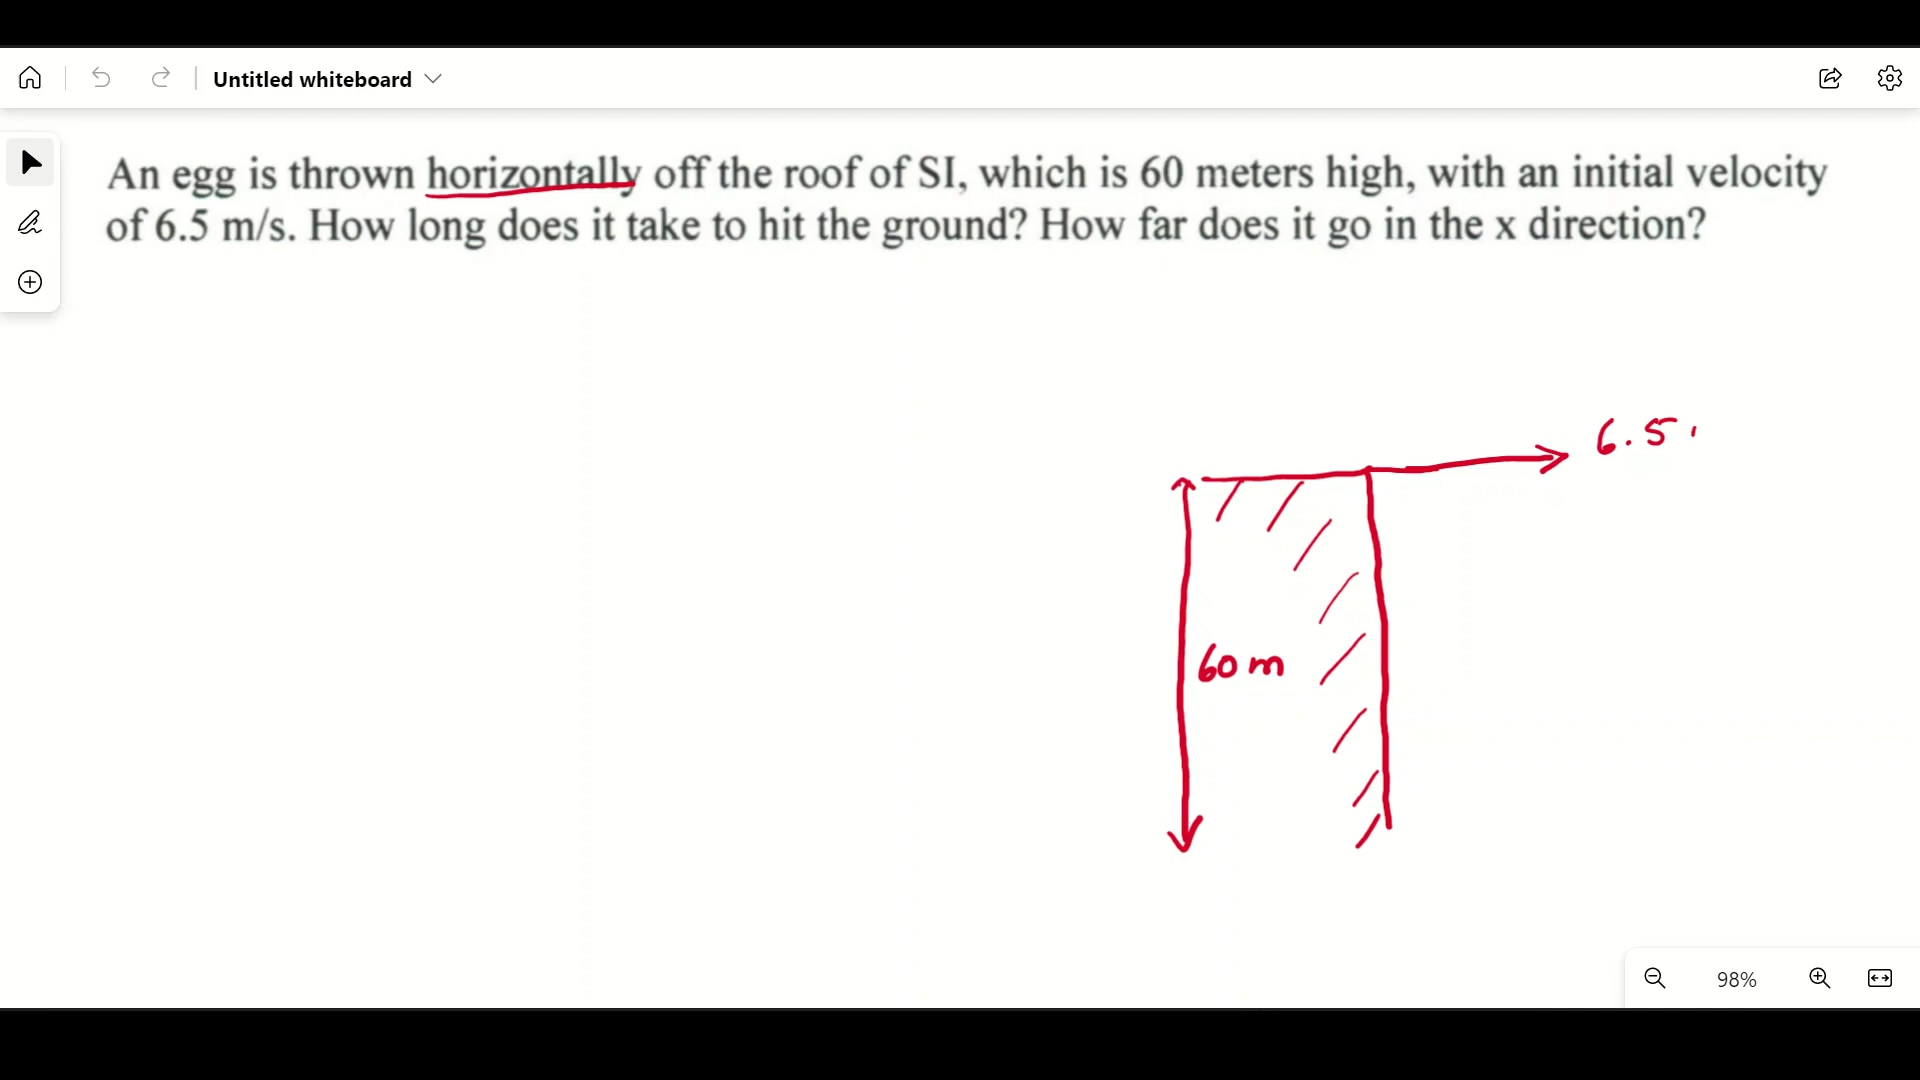 Untitled whiteboard
An egg is thrown horizontally off the roof of SI, which is 60 meters high, with an initial velocity
of 6.5 m/s. How long does it take to hit the ground? How far does it go in the x direction?
6.5
60 m
98%